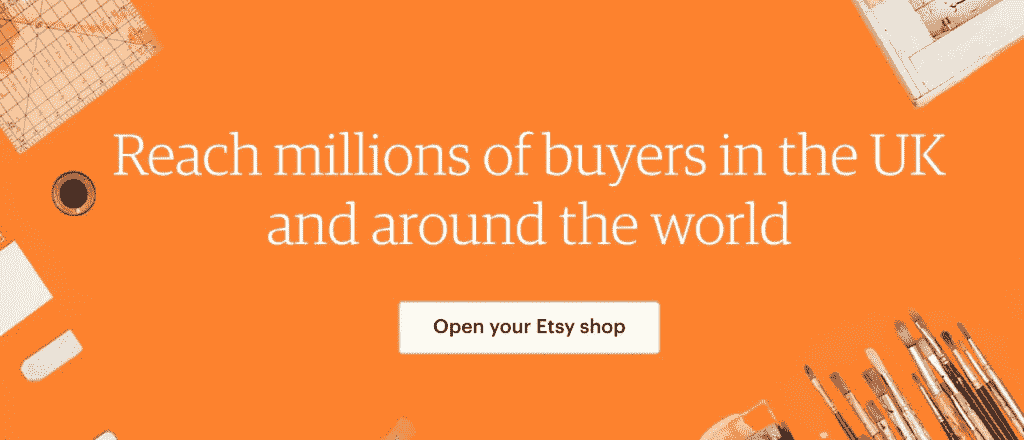 Reach millions of buyers in the UK
and around the world
Open your Etsy shop